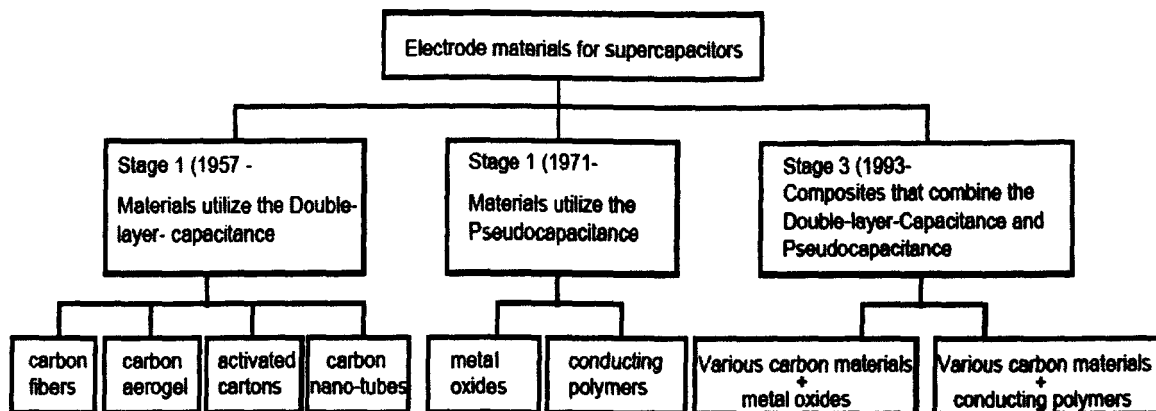 Electrode materials for supercapacitors
Stage 1 (1957 -
Materials utilize the Double-
layer- capacitance
Stage 1 (1971-
Materials utilize the
Pseudocapacitance
Stage 3 (1993-
Composites that combine the
Double-layer-Capacitance and
Pseudocapacitance
carbon
fibers
carbon
aerogel
activated
cartons
carbon
nano-tubes
metal
oxides
conducting
polymers
Various carbon materials
+
metal oxides
Various carbon materials
+
conducting polymers